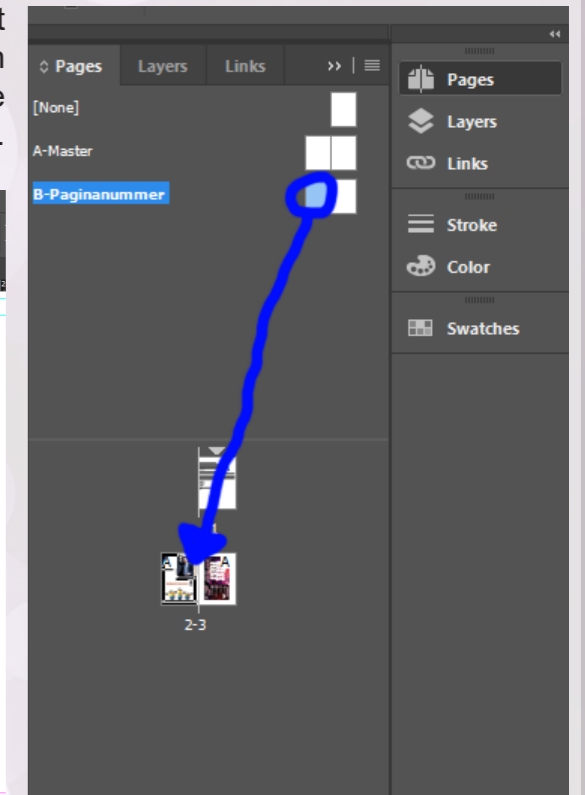 t
n
e
.
Pages Layers Links >> | ≡
[None]
A-Master
B-Paginanummer
1
A A
2-3
Pages
Layers
Links
Stroke
Color
Swatches